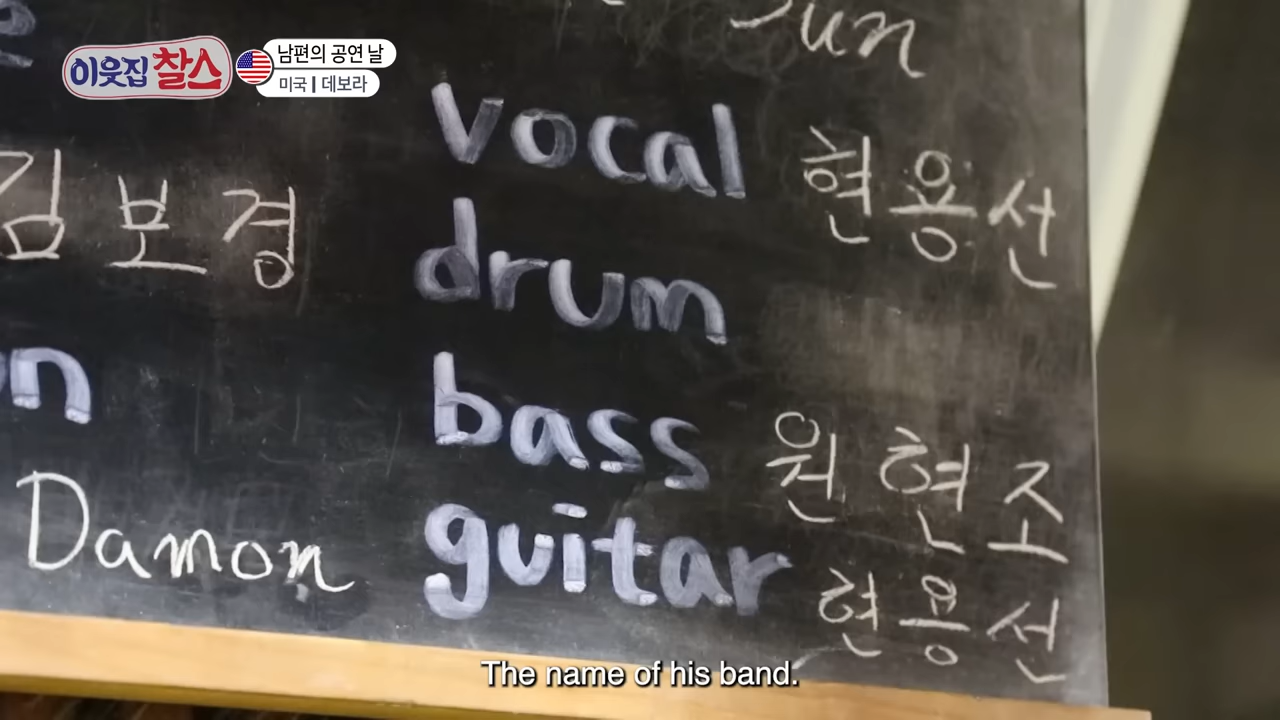 이웃집 찰스
남편의 공연 날
미국 | 데보라
vocal 현용선
김보경
drum
bass 원현조
Damon
guitar 현용선
The name of his band.